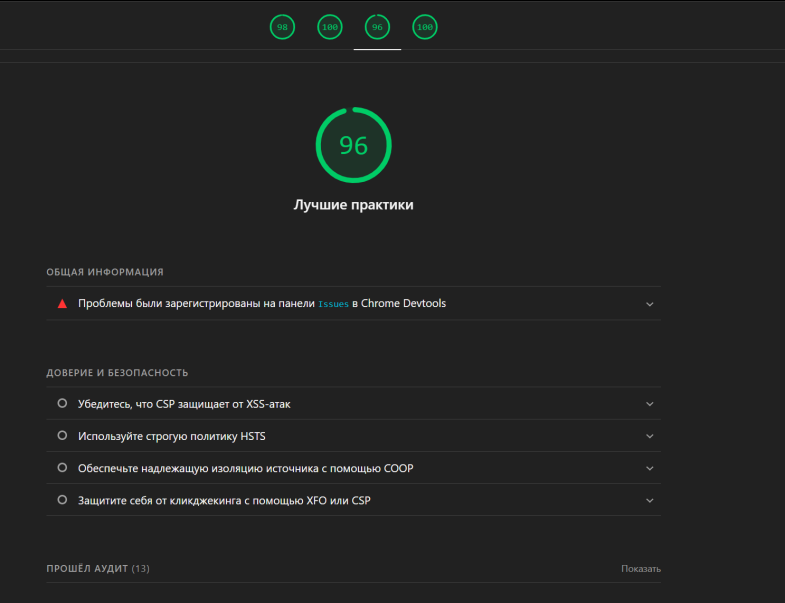 98 100 96 100
96
Лучшие практики
ОБЩАЯ ИНФОРМАЦИЯ
Проблемы были зарегистрированы на панели Issues в Chrome Devtools
ДОВЕРИЕ И БЕЗОПАСНОСТЬ
Убедитесь, что CSP защищает от XSS-атак
Используйте строгую политику HSTS
Обеспечьте надлежащую изоляцию источника с помощью COOP
Защитите себя от кликджекинга с помощью XFO или CSP
ПРОШЁЛ АУДИТ (13) Показать